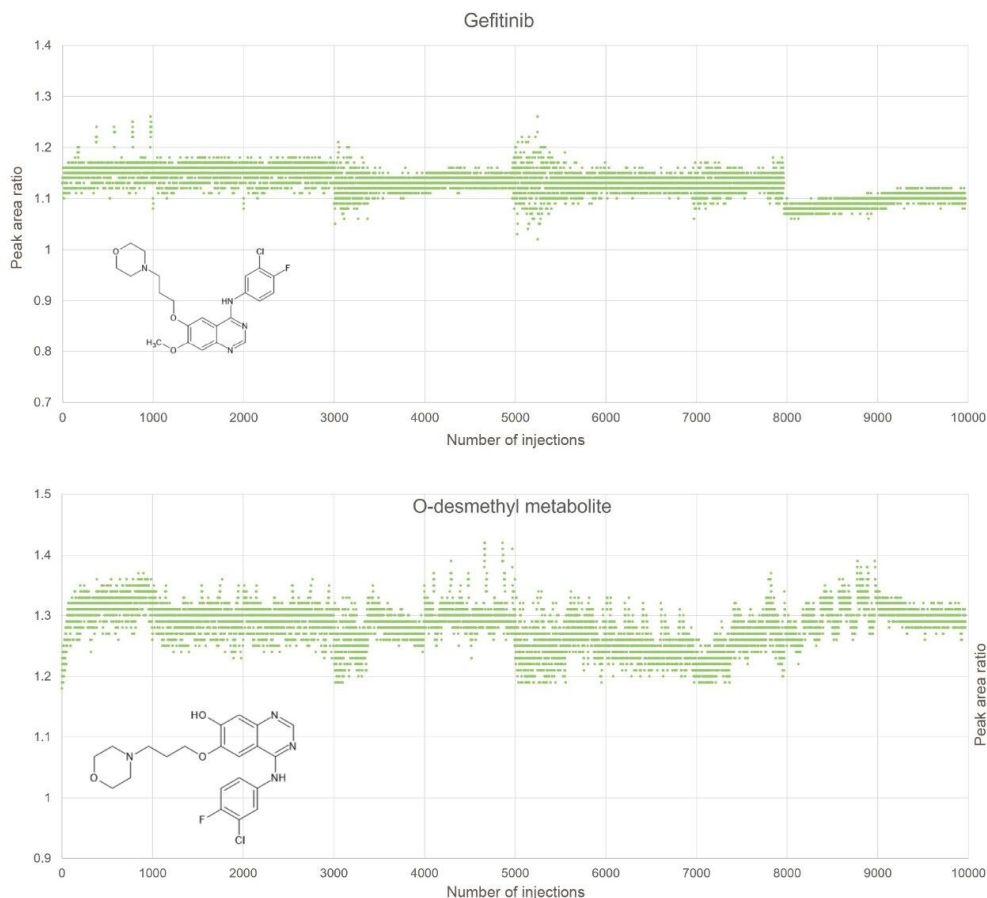 Gefitinib
1.4
1.3
1.2
1.1
1
0.9
0.8
0.7
Peak area ratio
O
N
O
H₃C
O
HN
Cl
F
N
N
0 1000 2000 3000 4000 5000 6000 7000 8000 9000 10000
Number of injections
O-desmethyl metabolite
1.5
1.4
1.3
1.2
1.1
1
0.9
Peak area ratio
HO
N
N
O
N
O
NH
F
Cl
0 1000 2000 3000 4000 5000 6000 7000 8000 9000 10000
Number of injections